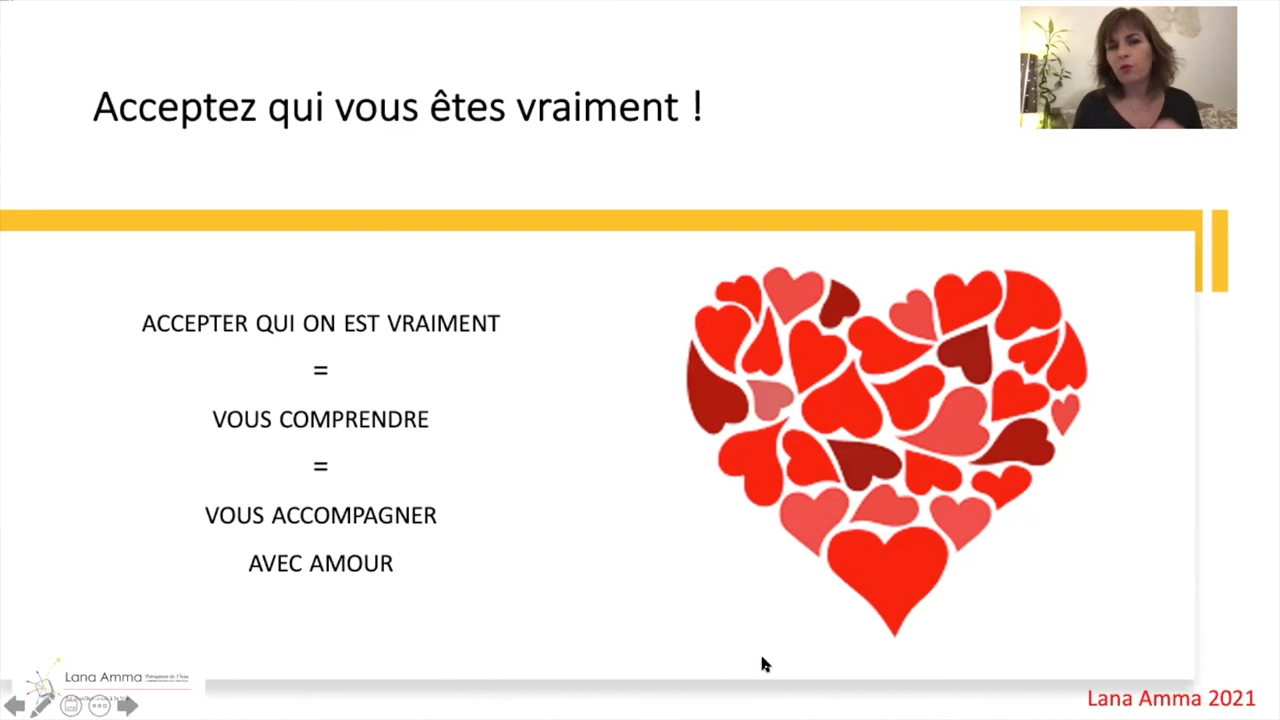 Acceptez qui vous êtes vraiment !
ACCEPTER QUI ON EST VRAIMENT
=
VOUS COMPRENDRE
=
VOUS ACCOMPAGNER
AVEC AMOUR
Lana Amma
Lana Amma 2021